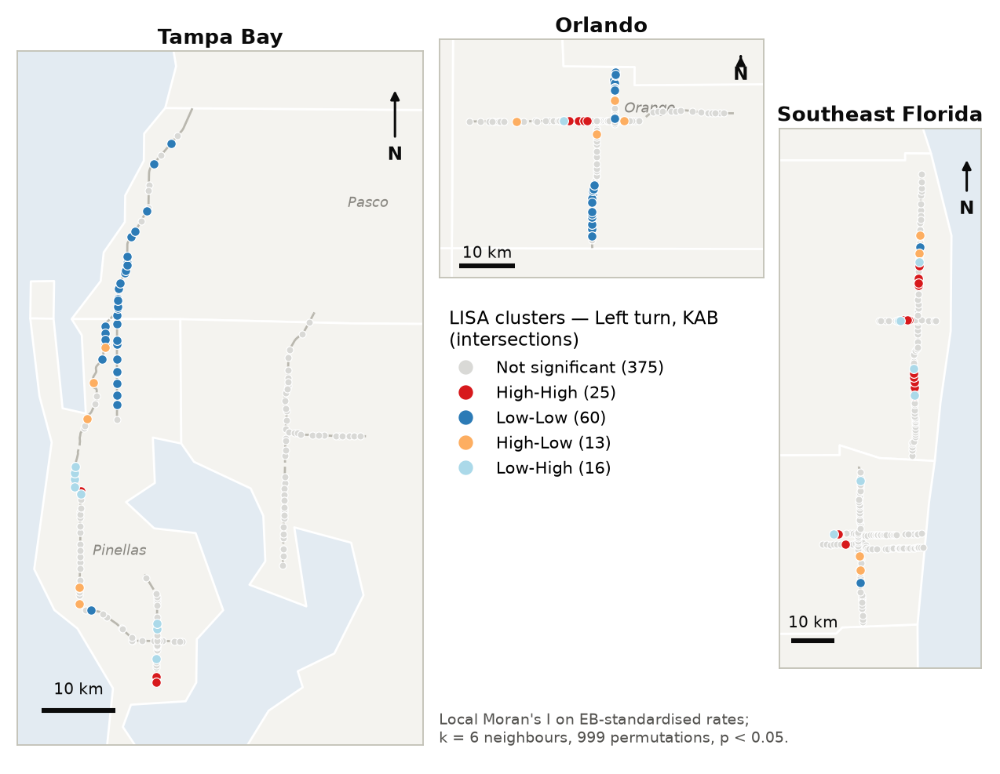 Tampa Bay
N
Pasco
Pinellas
10 km
Orlando
N
Orange
10 km
Southeast Florida
N
10 km
LISA clusters — Left turn, KAB
(intersections)
Not significant (375)
High-High (25)
Low-Low (60)
High-Low (13)
Low-High (16)
Local Moran's I on EB-standardised rates;
k = 6 neighbours, 999 permutations, p < 0.05.